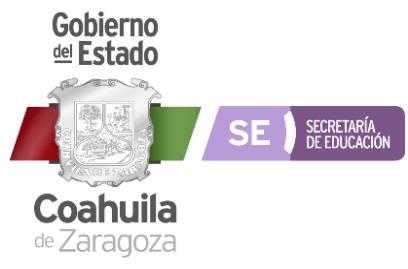 Gobierno
del Estado
SE
SECRETARÍA
DE EDUCACIÓN
Coahuila
de Zaragoza